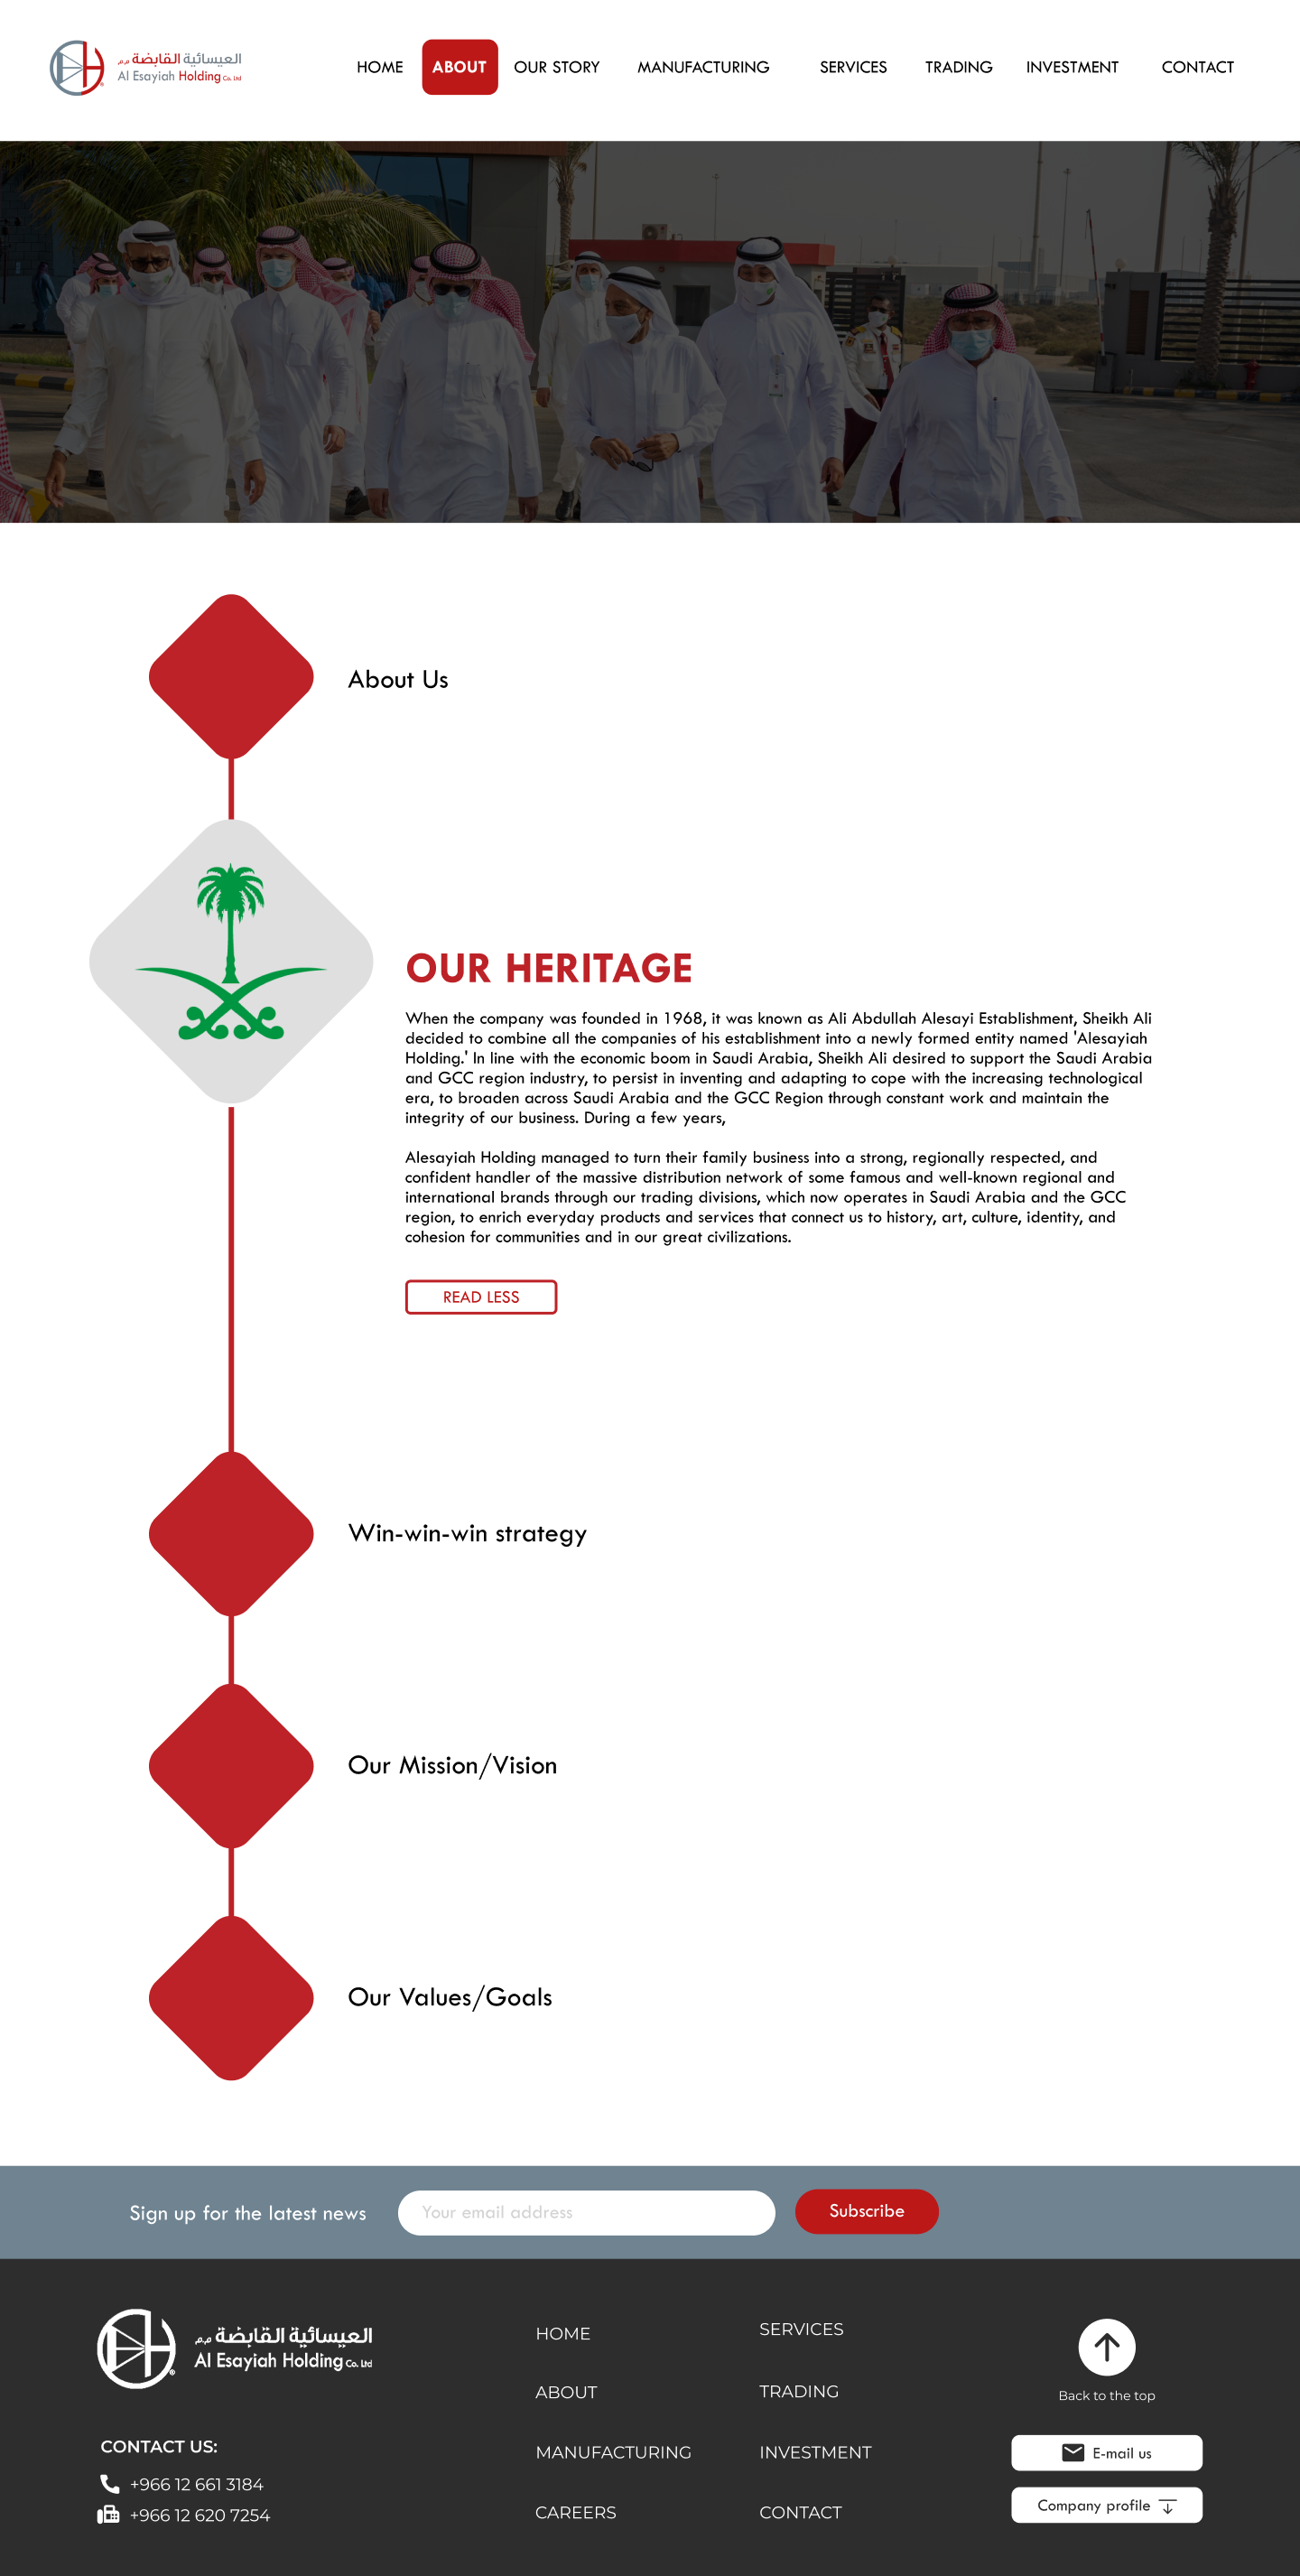 العيسائية القابضة م.م
Al Esayiah Holding Co. Ltd
HOME ABOUT OUR STORY MANUFACTURING SERVICES TRADING INVESTMENT CONTACT
About Us
OUR HERITAGE
When the company was founded in 1968, it was known as Ali Abdullah Alesayi Establishment, Sheikh Ali
decided to combine all the companies of his establishment into a newly formed entity named 'Alesayiah
Holding.' In line with the economic boom in Saudi Arabia, Sheikh Ali desired to support the Saudi Arabia
and GCC region industry, to persist in inventing and adapting to cope with the increasing technological
era, to broaden across Saudi Arabia and the GCC Region through constant work and maintain the
integrity of our business. During a few years,
Alesayiah Holding managed to turn their family business into a strong, regionally respected, and
confident handler of the massive distribution network of some famous and well-known regional and
international brands through our trading divisions, which now operates in Saudi Arabia and the GCC
region, to enrich everyday products and services that connect us to history, art, culture, identity, and
cohesion for communities and in our great civilizations.
READ LESS
Win-win-win strategy
Our Mission/Vision
Our Values/Goals
Sign up for the latest news
Your email address
Subscribe
العيسائية القابضة م.م
Al Esayiah Holding Co. Ltd
CONTACT US:
+966 12 661 3184
+966 12 620 7254
HOME
ABOUT
MANUFACTURING
CAREERS
SERVICES
TRADING
INVESTMENT
CONTACT
Back to the top
E-mail us
Company profile